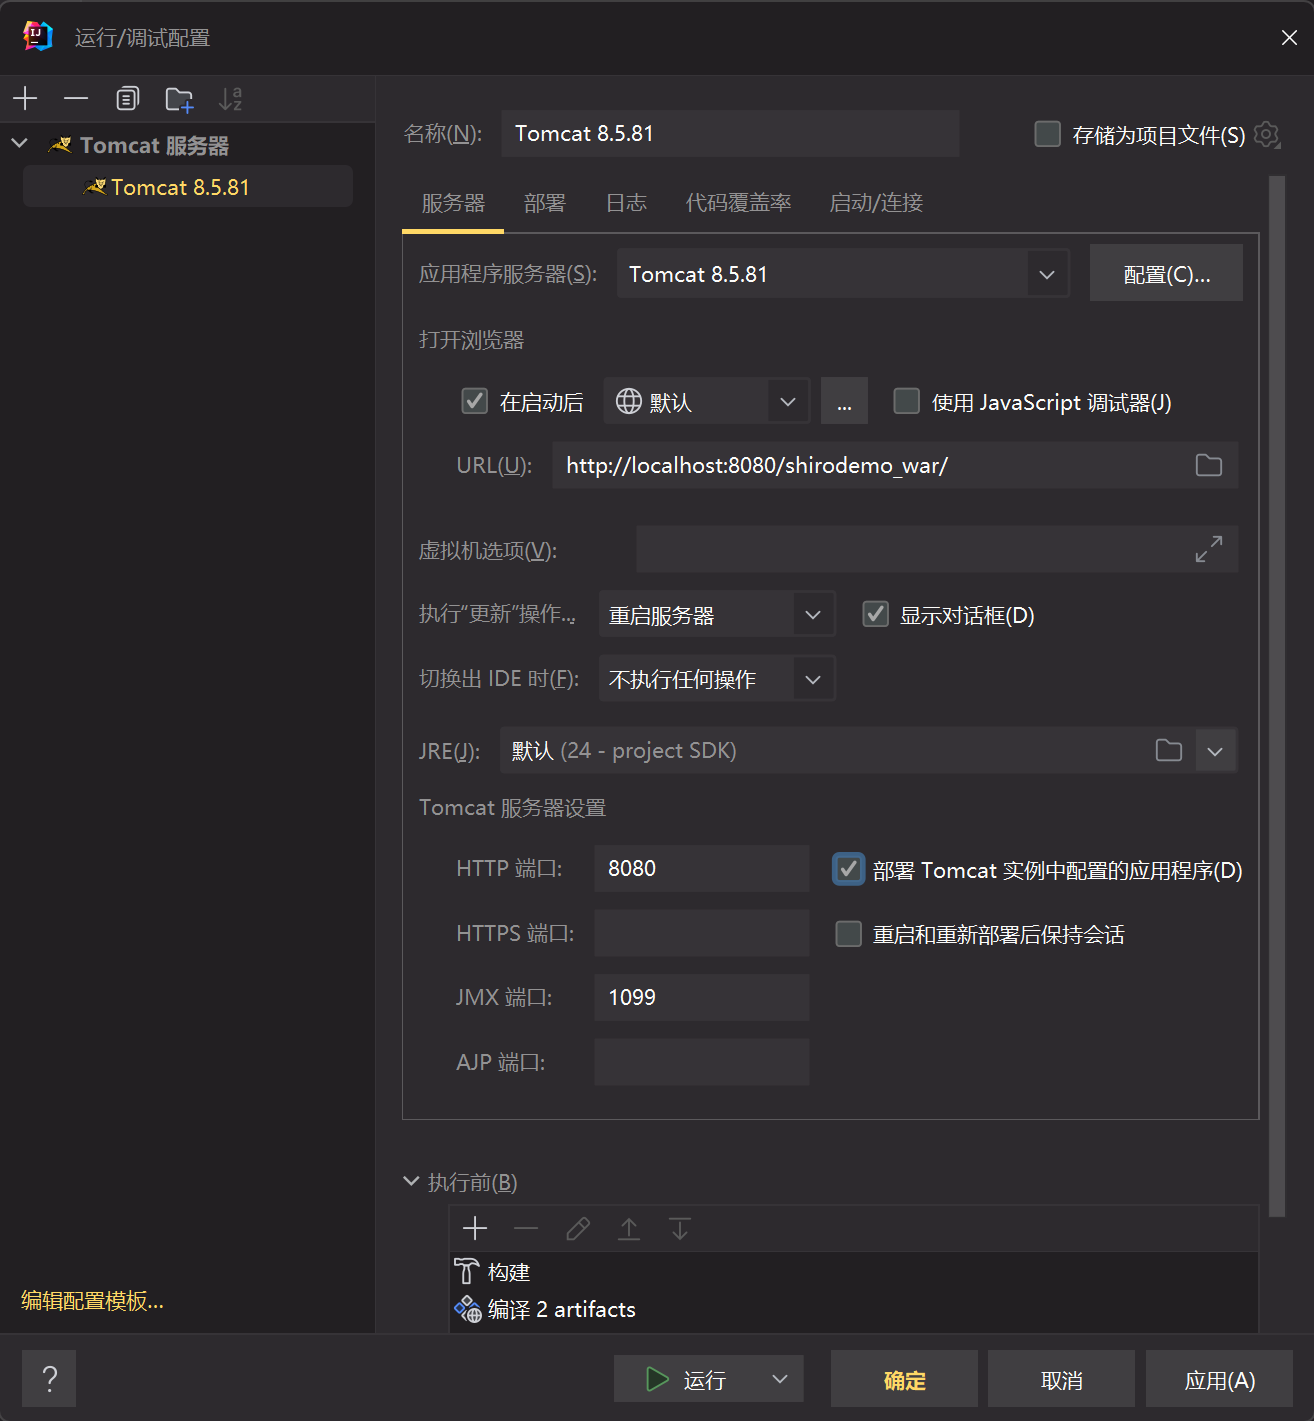 运行/调试配置
Tomcat 服务器
Tomcat 8.5.81
名称(N):
Tomcat 8.5.81
存储为项目文件(S)
服务器 部署 日志 代码覆盖率 启动/连接
应用程序服务器(S):
Tomcat 8.5.81
配置(C)...
打开浏览器
在启动后
默认
...
使用 JavaScript 调试器(J)
URL(U):
http://localhost:8080/shirodemo_war/
虚拟机选项(V):
执行“更新”操作...
重启服务器
显示对话框(D)
切换出 IDE 时(F):
不执行任何操作
JRE(J):
默认 (24 - project SDK)
Tomcat 服务器设置
HTTP 端口:
8080
部署 Tomcat 实例中配置的应用程序(D)
HTTPS 端口:
重启和重新部署后保持会话
JMX 端口:
1099
AJP 端口:
执行前(B)
构建
编译 2 artifacts
编辑配置模板...
?
运行
确定
取消
应用(A)